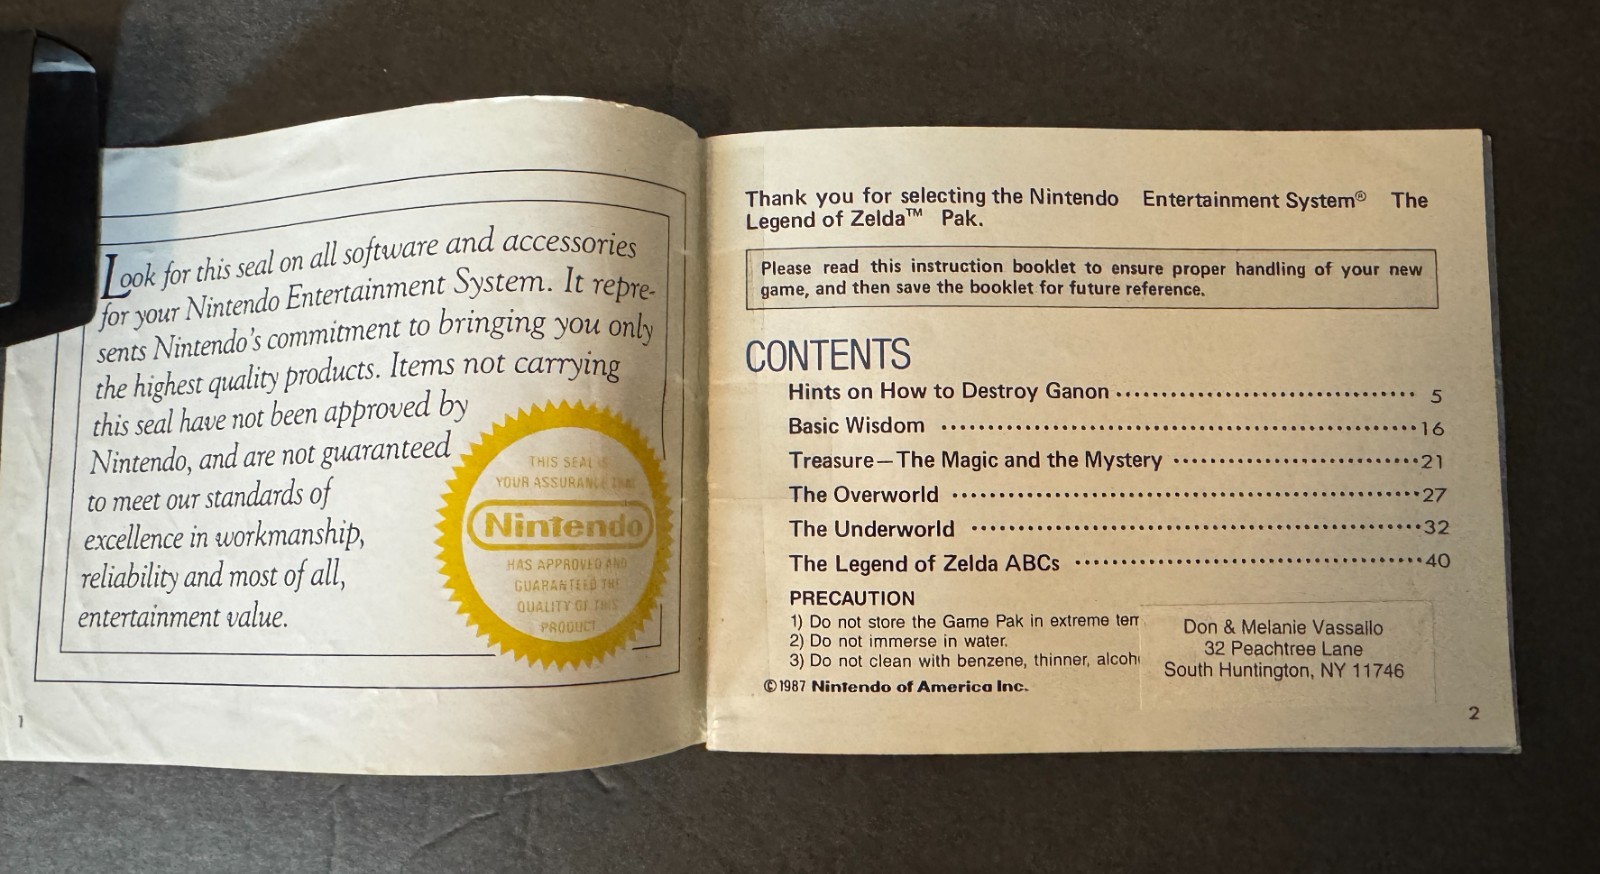 Look for this seal on all software and accessories
for your Nintendo Entertainment System. It repre-
sents Nintendo's commitment to bringing you only
the highest quality products. Items not carrying
this seal have not been approved by
Nintendo, and are not guaranteed
to meet our standards of
excellence in workmanship,
reliability and most of all,
entertainment value.
THIS SEAL IS
YOUR ASSURANCE THAT
Nintendo
HAS APPROVED AND
GUARANTEED THE
QUALITY OF THIS
PRODUCT.
1
Thank you for selecting the Nintendo Entertainment System® The
Legend of Zelda™ Pak.
Please read this instruction booklet to ensure proper handling of your new
game, and then save the booklet for future reference.
CONTENTS
Hints on How to Destroy Ganon 5
Basic Wisdom 16
Treasure—The Magic and the Mystery 21
The Overworld 27
The Underworld 32
The Legend of Zelda ABCs 40
PRECAUTION
1) Do not store the Game Pak in extreme tem
2) Do not immerse in water.
3) Do not clean with benzene, thinner, alcoh
©1987 Nintendo of America Inc.
Don & Melanie Vassallo
32 Peachtree Lane
South Huntington, NY 11746
2